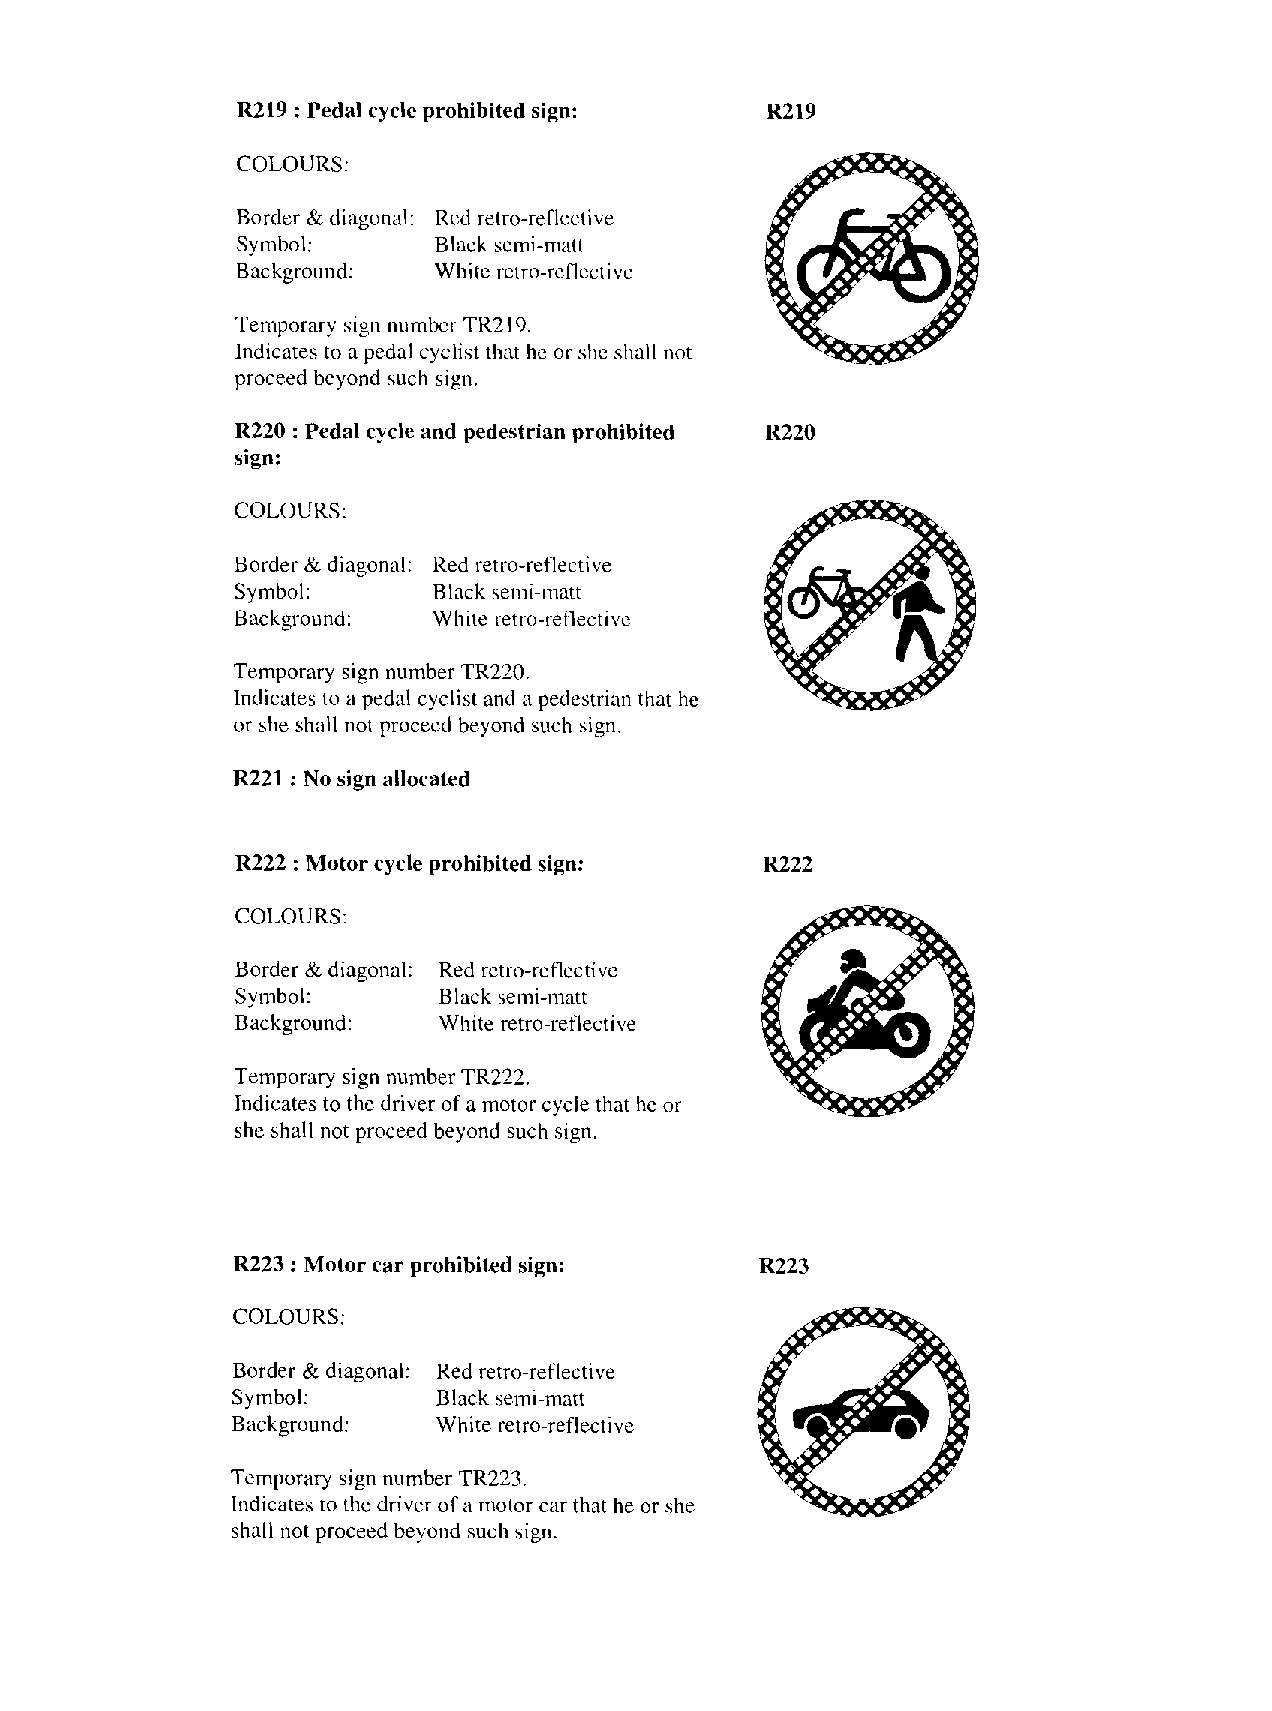 R219 : Pedal cycle prohibited sign: R219
COLOURS:
Border & diagonal: Red retro-reflective
Symbol: Black semi-matt
Background: White retro-reflective
Temporary sign number TR219.
Indicates to a pedal cyclist that he or she shall not
proceed beyond such sign.
R220 : Pedal cycle and pedestrian prohibited R220
sign:
COLOURS:
Border & diagonal: Red retro-reflective
Symbol: Black semi-matt
Background: White retro-reflective
Temporary sign number TR220.
Indicates to a pedal cyclist and a pedestrian that he
or she shall not proceed beyond such sign.
R221 : No sign allocated
R222 : Motor cycle prohibited sign: R222
COLOURS:
Border & diagonal: Red retro-reflective
Symbol: Black semi-matt
Background: White retro-reflective
Temporary sign number TR222.
Indicates to the driver of a motor cycle that he or
she shall not proceed beyond such sign.
R223 : Motor car prohibited sign: R223
COLOURS:
Border & diagonal: Red retro-reflective
Symbol: Black semi-matt
Background: White retro-reflective
Temporary sign number TR223.
Indicates to the driver of a motor car that he or she
shall not proceed beyond such sign.